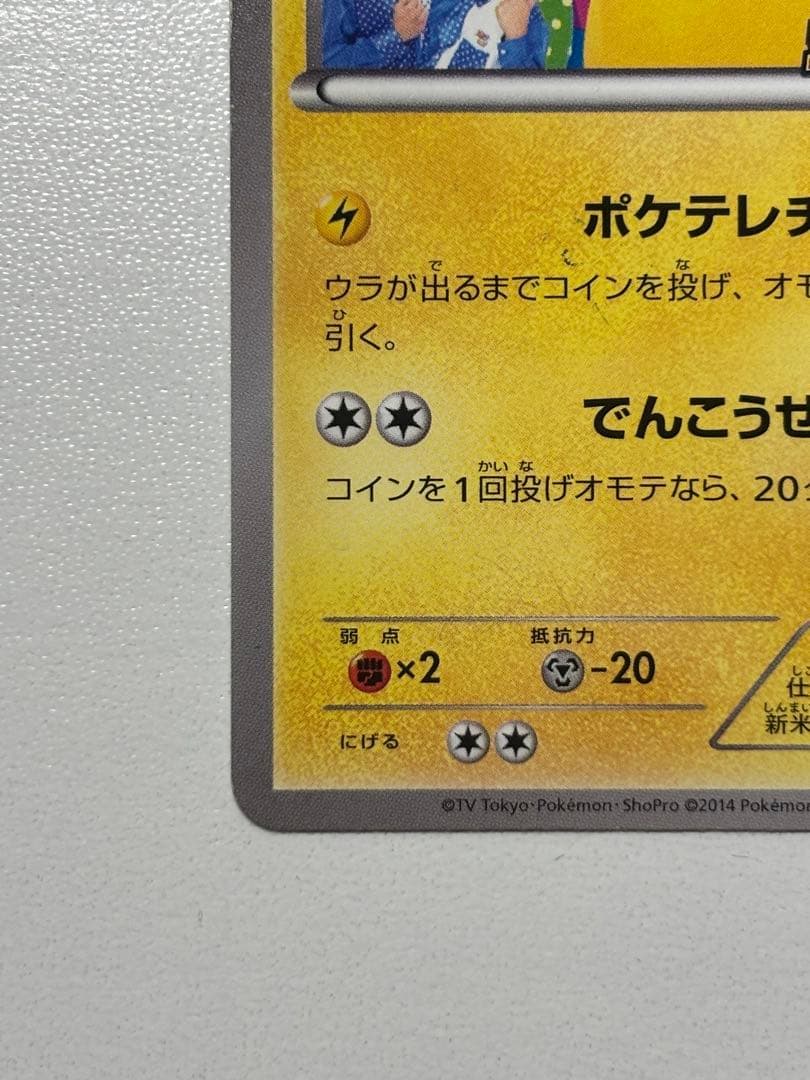 ポケテレ
ウラが出るまでコインを投げ、オモ
引く。
でんこうせ
コインを1回投げオモテなら、20
弱点
抵抗力
×2
-20
にげる
仕
新米
©TV Tokyo・Pokémon・ShoPro ©2014 Pokémon